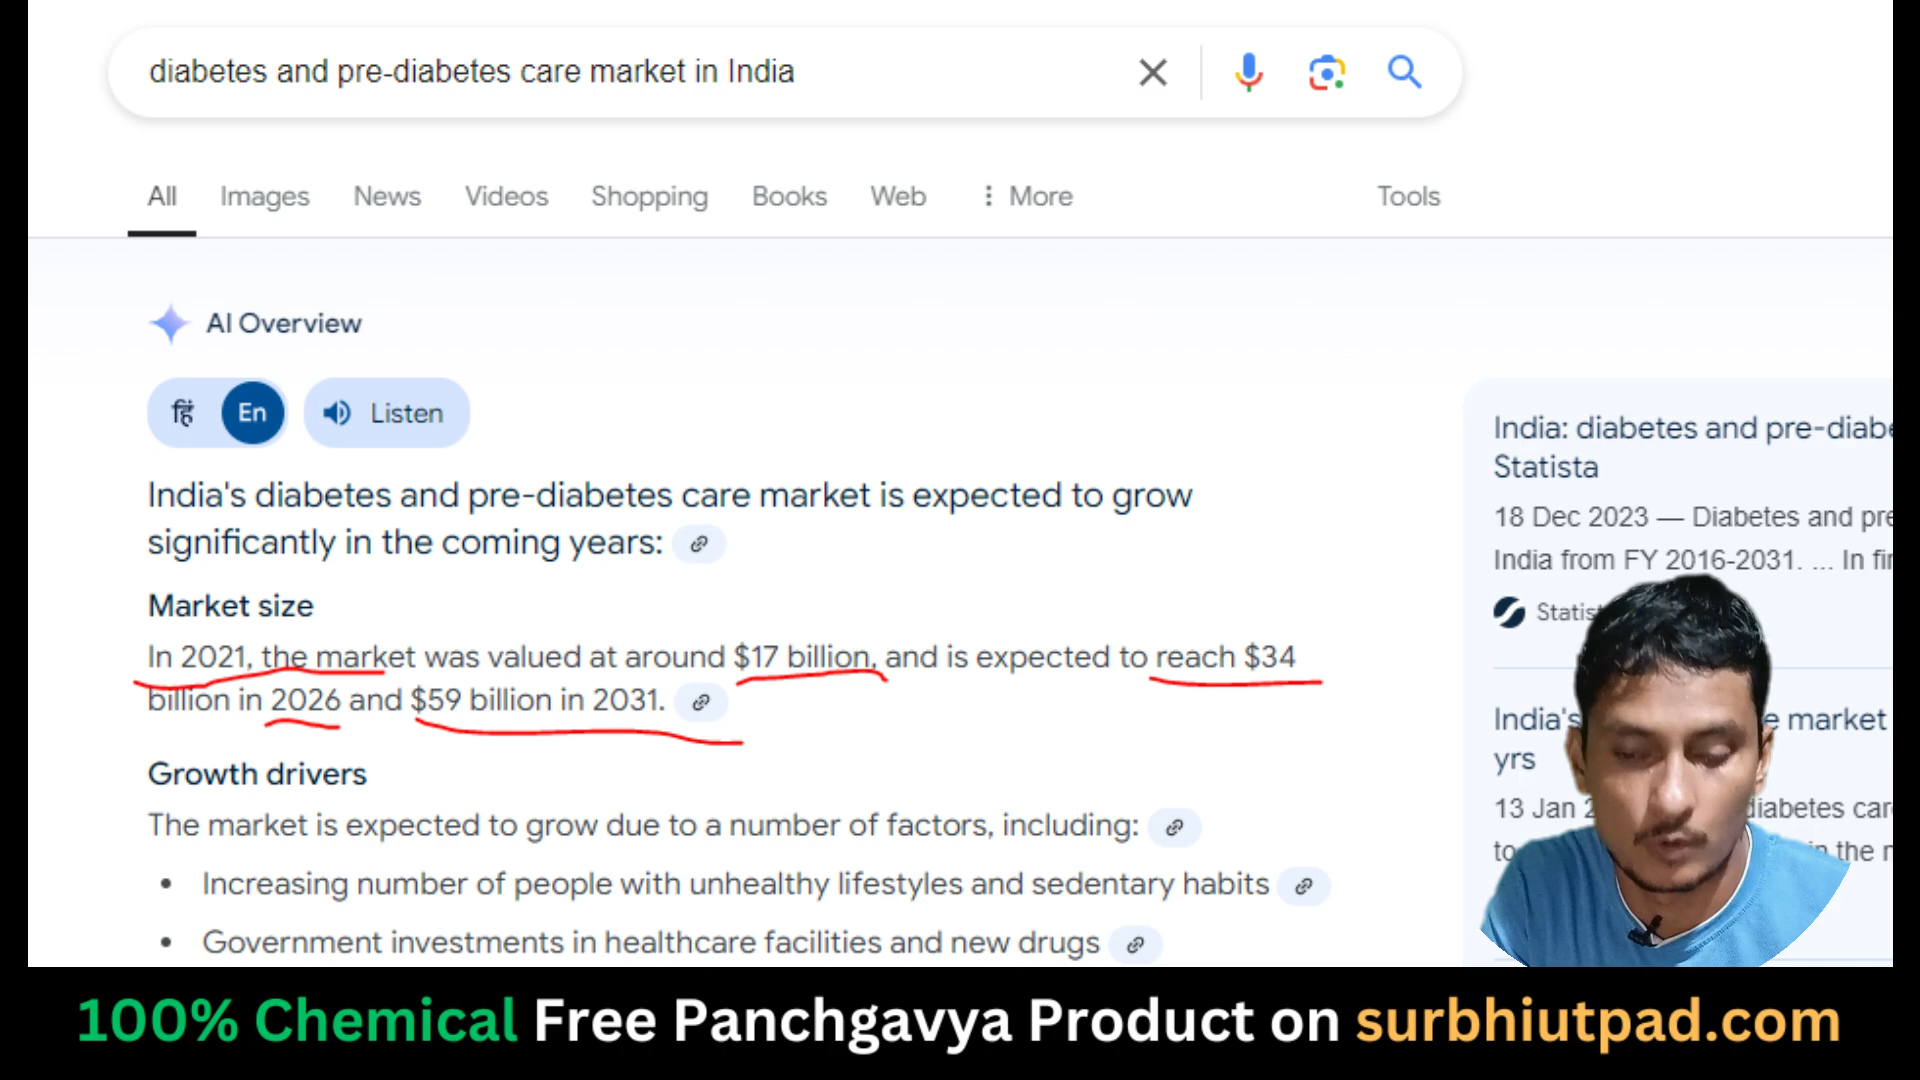 diabetes and pre-diabetes care market in India
All Images News Videos Shopping Books Web More Tools
AI Overview
हिं En Listen
India's diabetes and pre-diabetes care market is expected to grow
significantly in the coming years:
Market size
In 2021, the market was valued at around $17 billion, and is expected to reach $34
billion in 2026 and $59 billion in 2031.
Growth drivers
The market is expected to grow due to a number of factors, including:
• Increasing number of people with unhealthy lifestyles and sedentary habits
• Government investments in healthcare facilities and new drugs
India: diabetes and pre-diabe
Statista
18 Dec 2023 — Diabetes and pre
India from FY 2016-2031. ... In
Statis
India's market
yrs
13 Jan diabetes car
to in the
100% Chemical Free Panchgavya Product on surbhiutpad.com